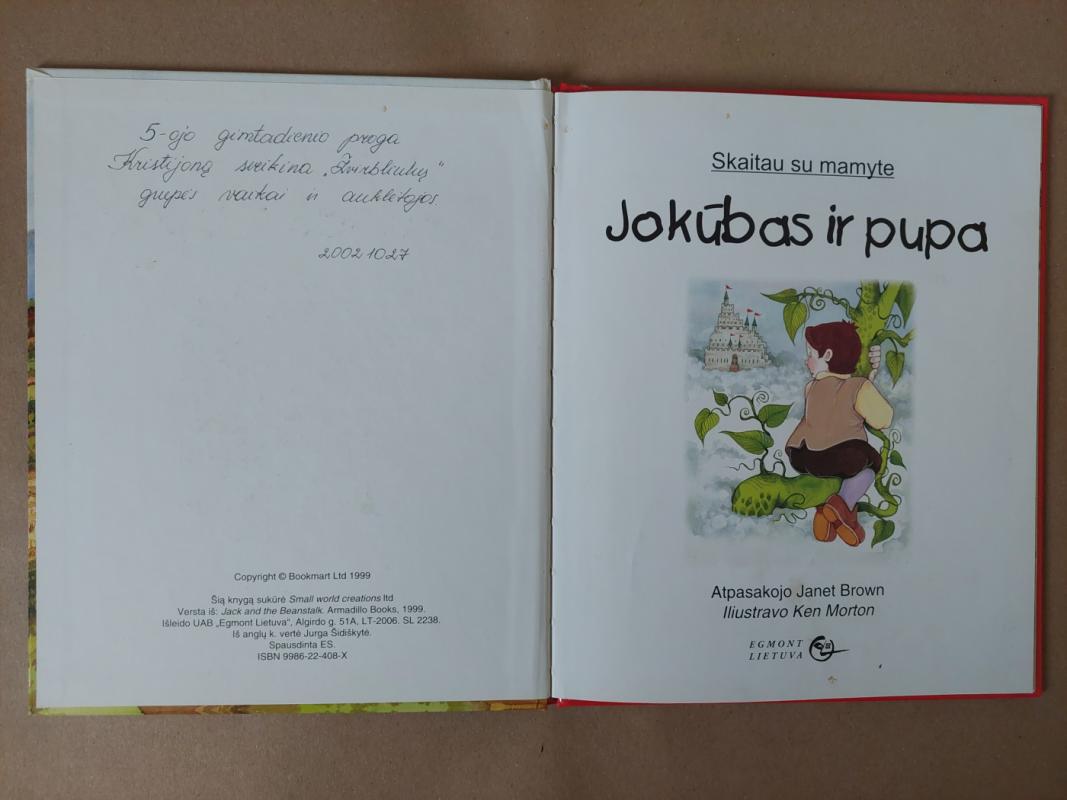 5-ojo gimtadienio proga
Kristijoną sveikina „Žvirbliukų“
grupės vaikai ir auklėtojos.
2002 10 27
Copyright © Bookmart Ltd 1999
Šią knygą sukūrė Small world creations ltd
Versta iš: Jack and the Beanstalk. Armadillo Books, 1999.
Išleido UAB „Egmont Lietuva“, Algirdo g. 51A, LT-2006. SL 2238.
Iš anglų k. vertė Jurga Šidiškytė.
Spausdinta ES.
ISBN 9986-22-408-X
Skaitau su mamyte
Jokūbas ir pupa
Atpasakojo Janet Brown
Iliustravo Ken Morton
EGMONT
LIETUVA